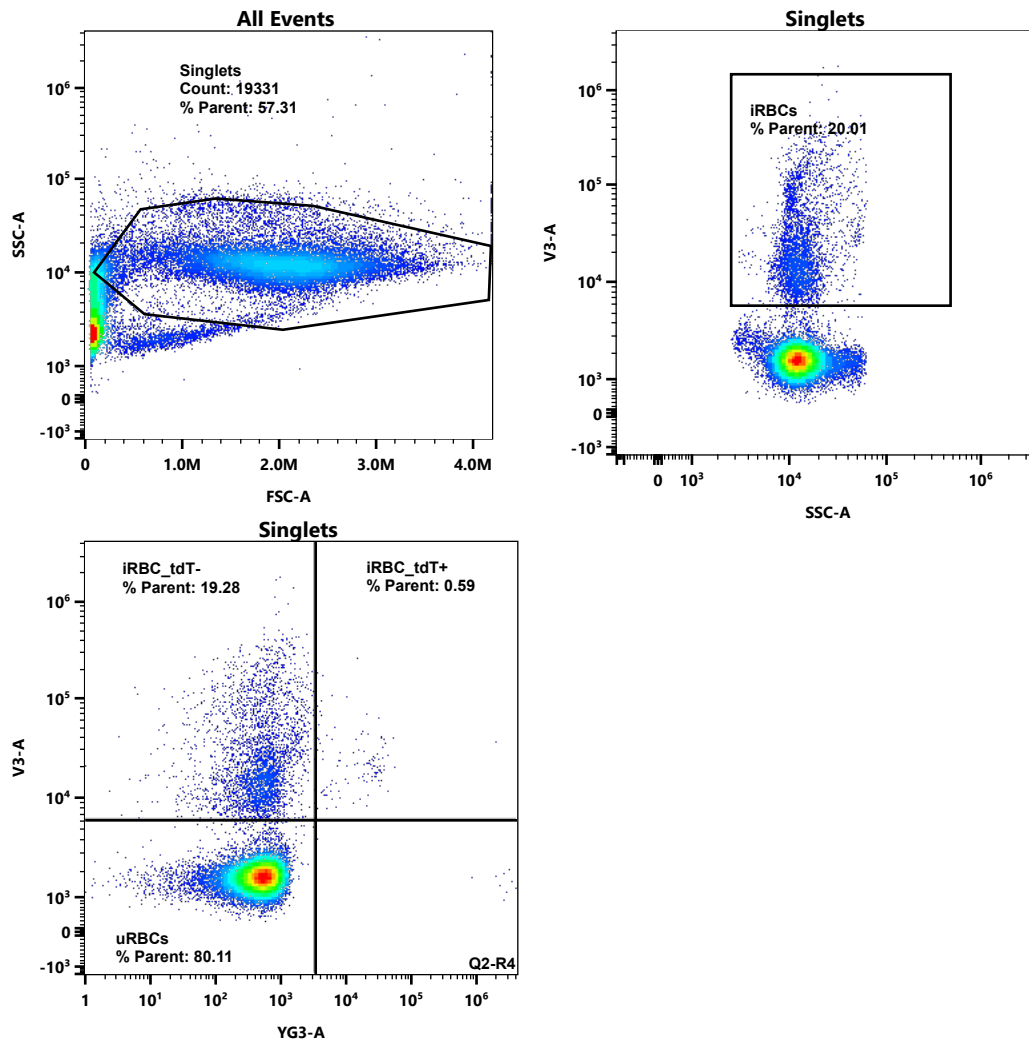 All Events
Singlets
Count: 19331
% Parent: 57.31
SSC-A
10⁶
10⁵
10⁴
10³
0
-10³
0
1.0M
2.0M
3.0M
4.0M
FSC-A
Singlets
iRBCs
% Parent: 20.01
V3-A
10⁶
10⁵
10⁴
10³
0
-10³
0
10³
10⁴
10⁵
10⁶
SSC-A
Singlets
iRBC_tdT-
% Parent: 19.28
iRBC_tdT+
% Parent: 0.59
V3-A
10⁶
10⁵
10⁴
10³
0
-10³
uRBCs
% Parent: 80.11
Q2-R4
1
10¹
10²
10³
10⁴
10⁵
10⁶
YG3-A